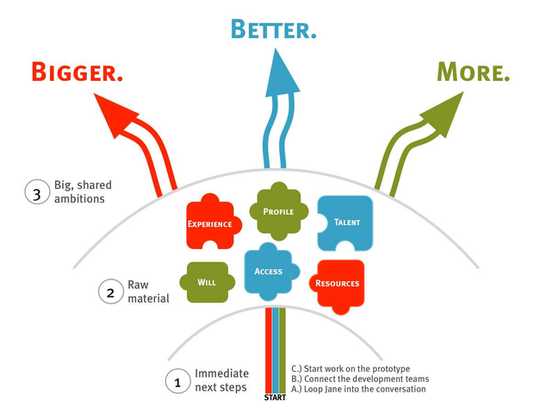 BETTER.
BIGGER.
MORE.
3
Big, shared
ambitions
EXPERIENCE
PROFILE
TALENT
2
Raw
material
WILL
ACCESS
RESOURCES
1
Immediate
next steps
C.) Start work on the prototype
B.) Connect the development teams
A.) Loop Jane into the conversation
START